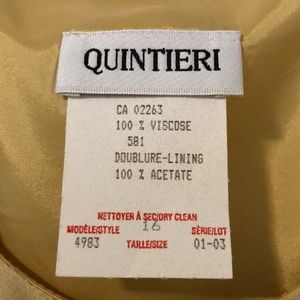 QUINTIERI
CA 02263
100 % VISCOSE
581
DOUBLURE-LINING
100 % ACETATE
NETTOYER À SEC/DRY CLEAN
MODÈLE/STYLE 16 SÉRIE/LOT
4983 TAILLE/SIZE 01-03